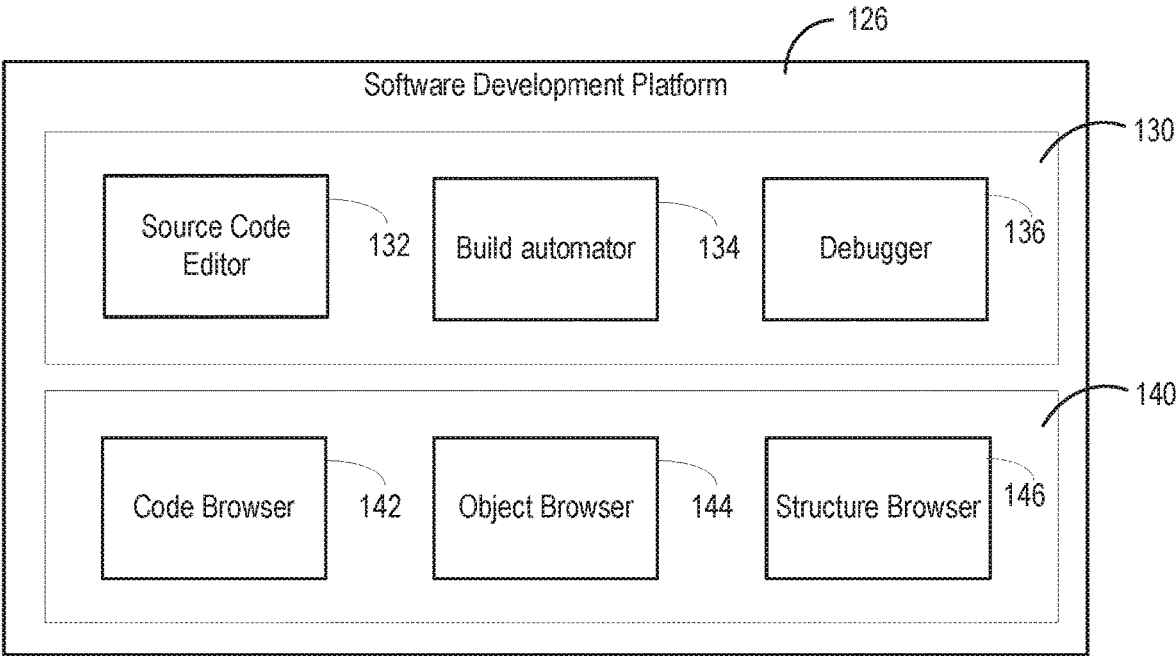 126
Software Development Platform
130
Source Code
Editor
132
Build automator
134
Debugger
136
140
Code Browser
142
Object Browser
144
Structure Browser
146